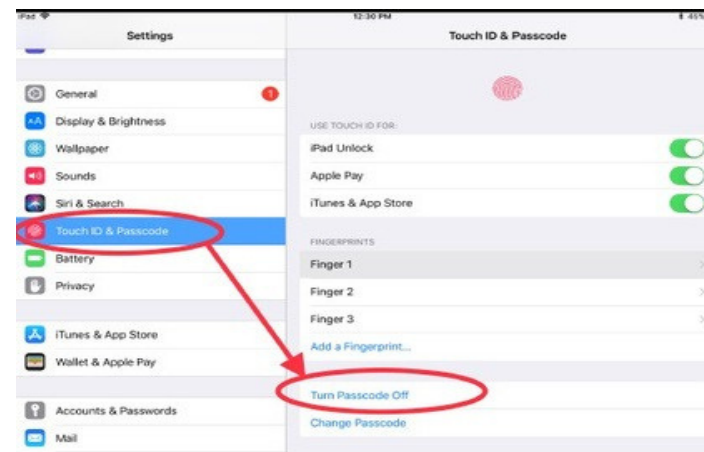 iPad
12:30 PM
45%
Settings
Touch ID & Passcode
General
1
Display & Brightness
AA
Wallpaper
Sounds
Siri & Search
Touch ID & Passcode
Battery
Privacy
iTunes & App Store
Wallet & Apple Pay
Accounts & Passwords
Mail
USE TOUCH ID FOR:
iPad Unlock
Apple Pay
iTunes & App Store
FINGERPRINTS
Finger 1
Finger 2
Finger 3
Add a Fingerprint...
Turn Passcode Off
Change Passcode